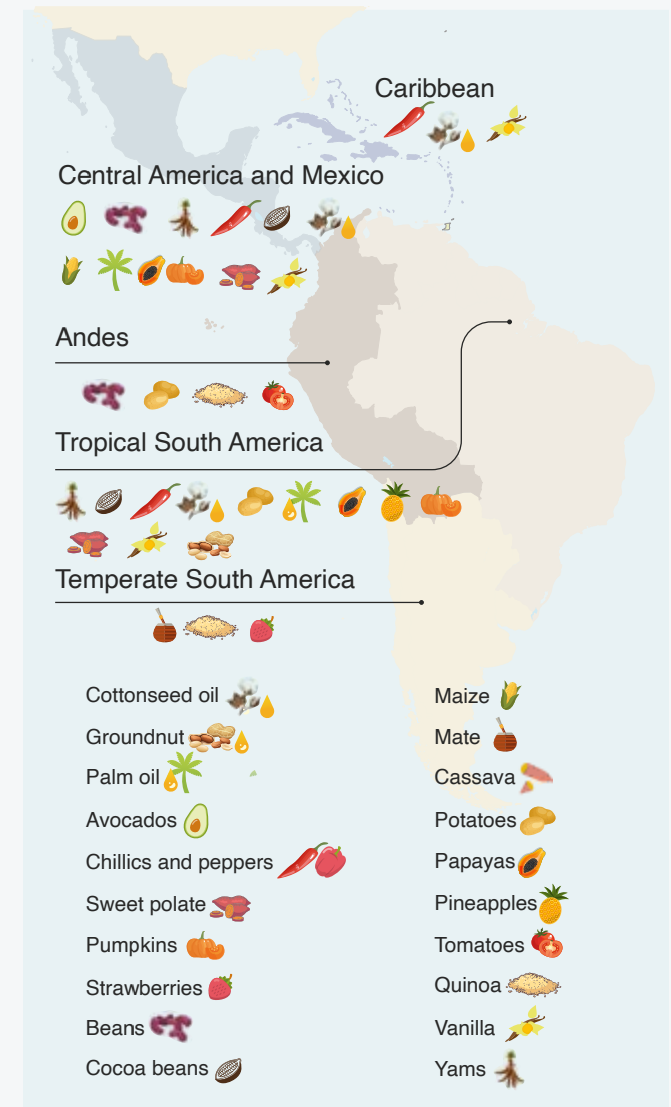 Caribbean
Central America and Mexico
Andes
Tropical South America
Temperate South America
Cottonseed oil
Groundnut
Palm oil
Avocados
Chillics and peppers
Sweet polate
Pumpkins
Strawberries
Beans
Cocoa beans
Maize
Mate
Cassava
Potatoes
Papayas
Pineapples
Tomatoes
Quinoa
Vanilla
Yams